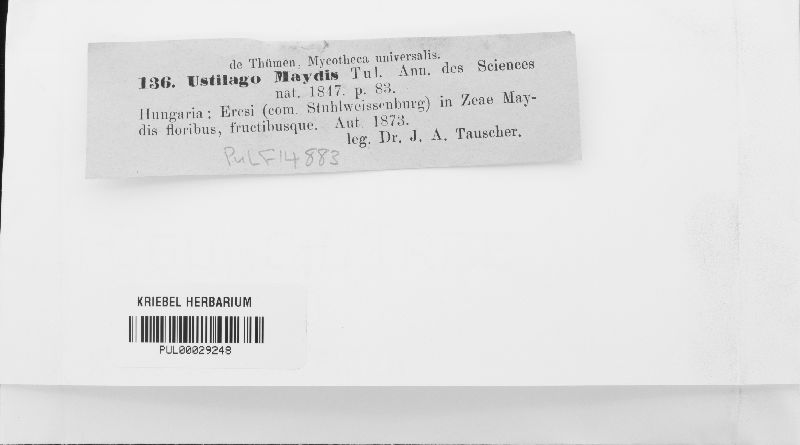 de Thümen, Mycotheca universalis.
136. Ustilago Maydis Tul. Ann. des Sciences
nat. 1847. p. 83.
Hungaria; Ercsi (com. Stuhlweissenburg) in Zeae May-
dis floribus, fructibusque. Aut. 1873.
leg. Dr. J. A. Tauscher.
PuLF14883
KRIEBEL HERBARIUM
PUL00029248